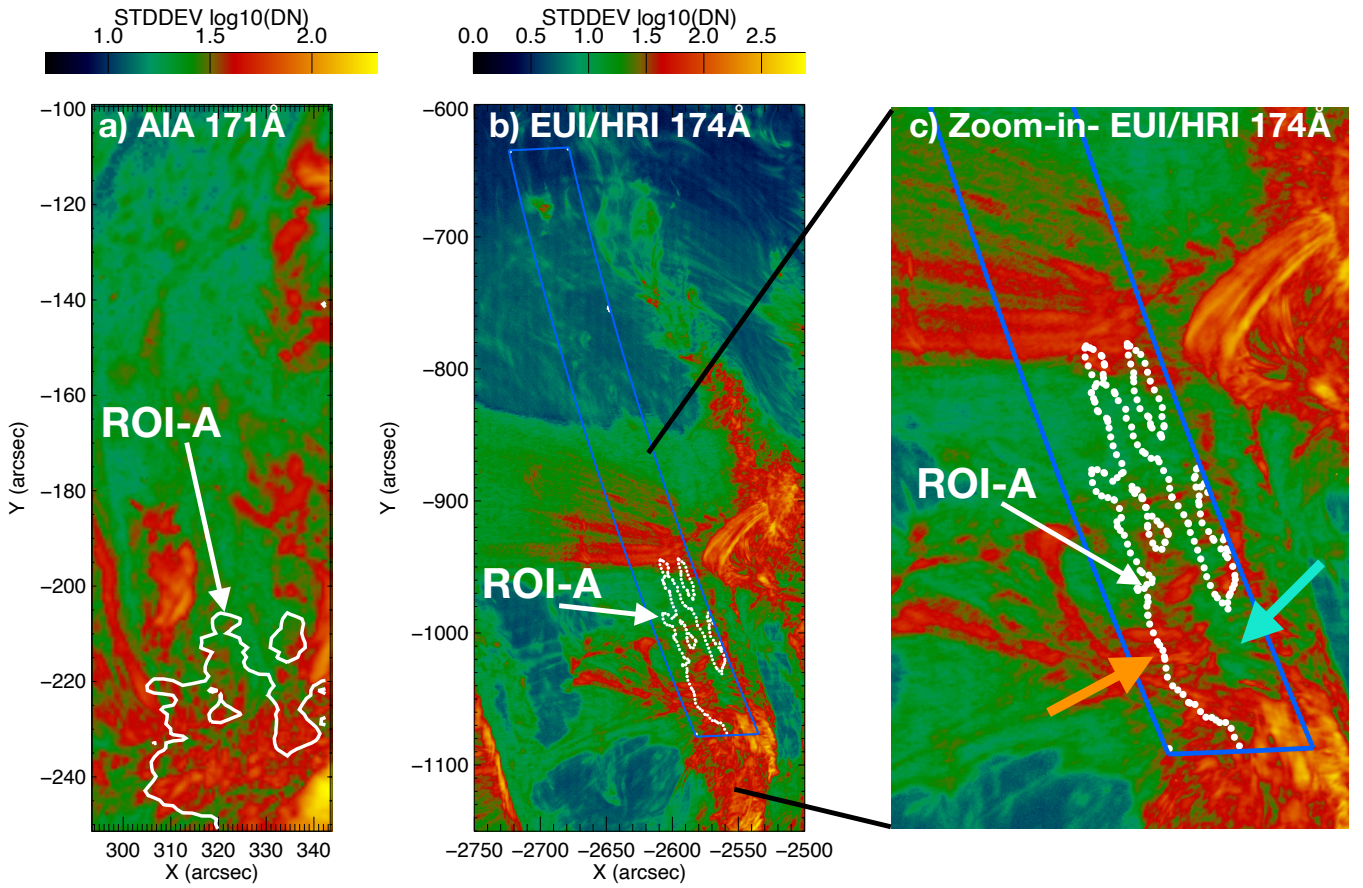 STDDEV log10(DN)
1.0 1.5 2.0
a) AIA 171Å
−100
−120
−140
−160
−180
−200
−220
−240
Y (arcsec)
ROI-A
300 310 320 330 340
X (arcsec)
STDDEV log10(DN)
0.0 0.5 1.0 1.5 2.0 2.5
b) EUI/HRI 174Å
−600
−700
−800
−900
−1000
−1100
Y (arcsec)
ROI-A
−2750 −2700 −2650 −2600 −2550 −2500
X (arcsec)
c) Zoom-in- EUI/HRI 174Å
ROI-A